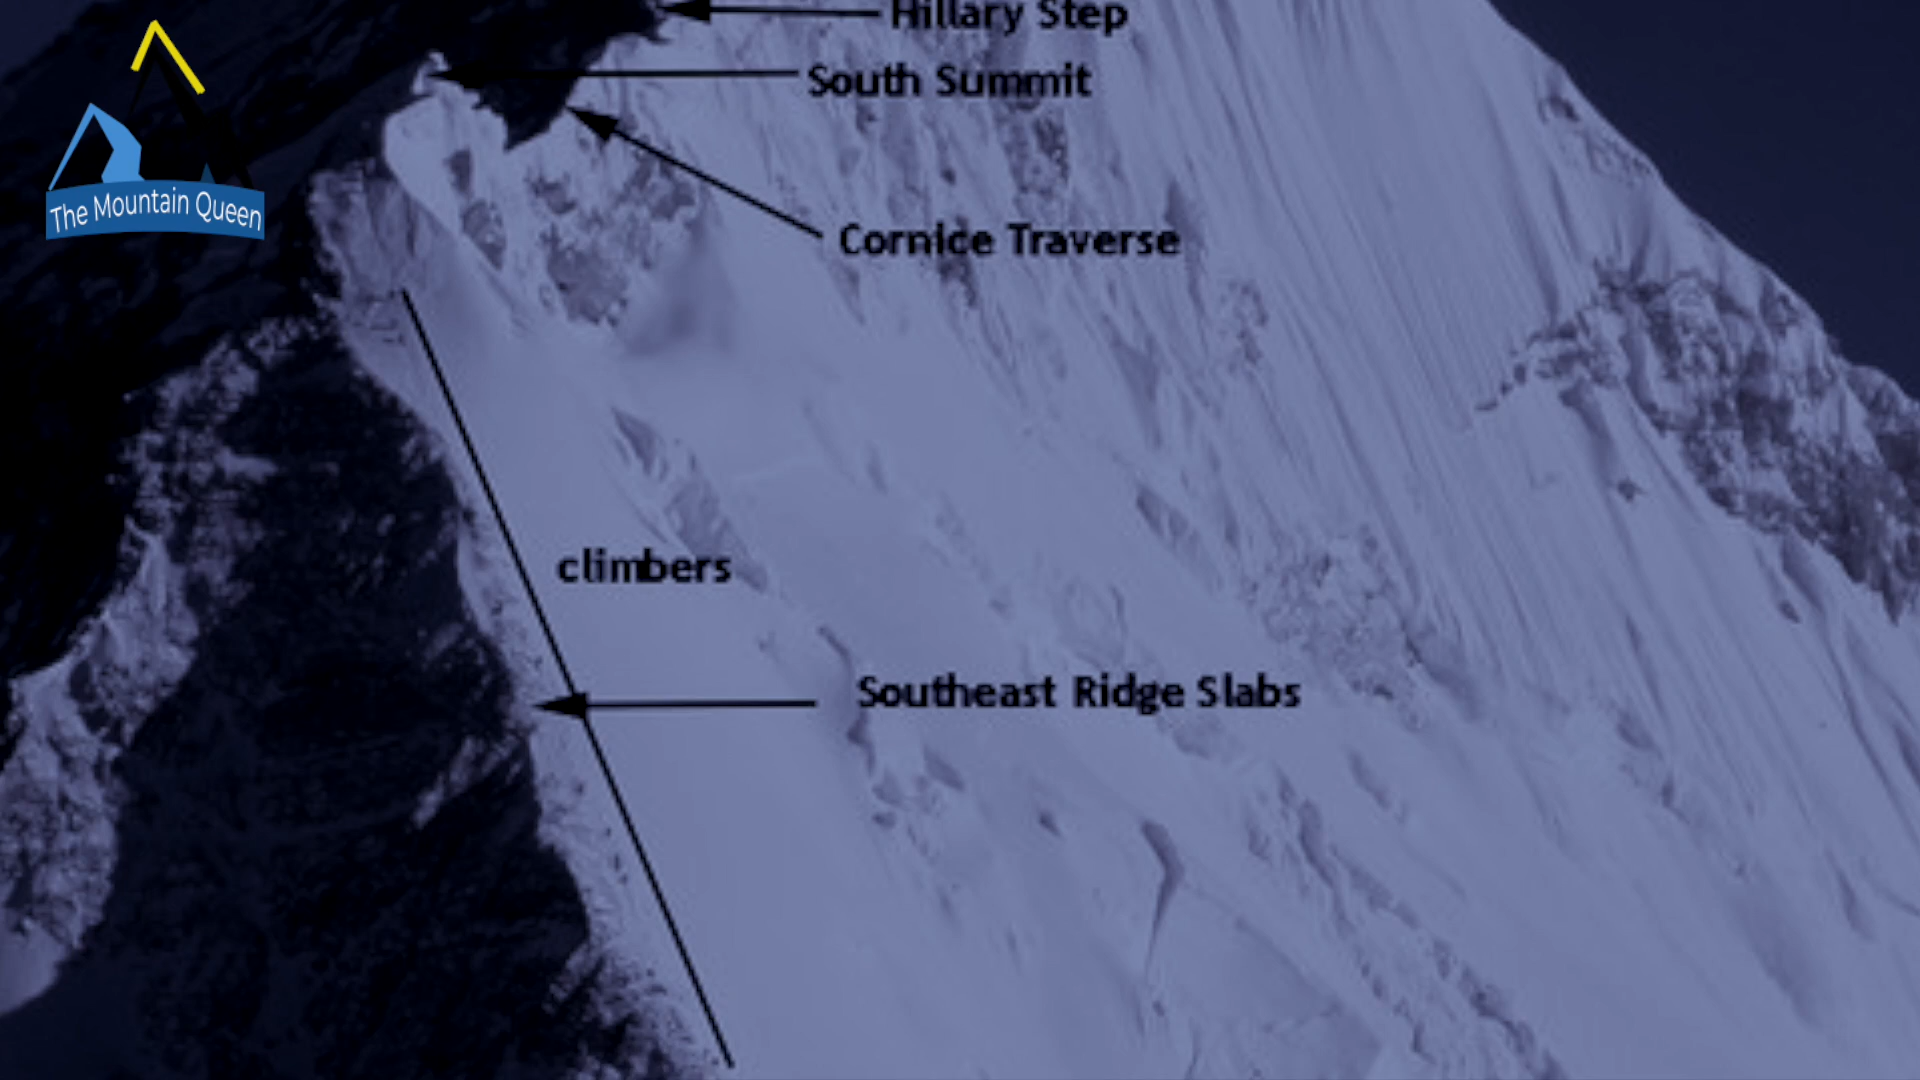 Hillary Step
South Summit
The Mountain Queen
Cornice Traverse
climbers
Southeast Ridge Slabs